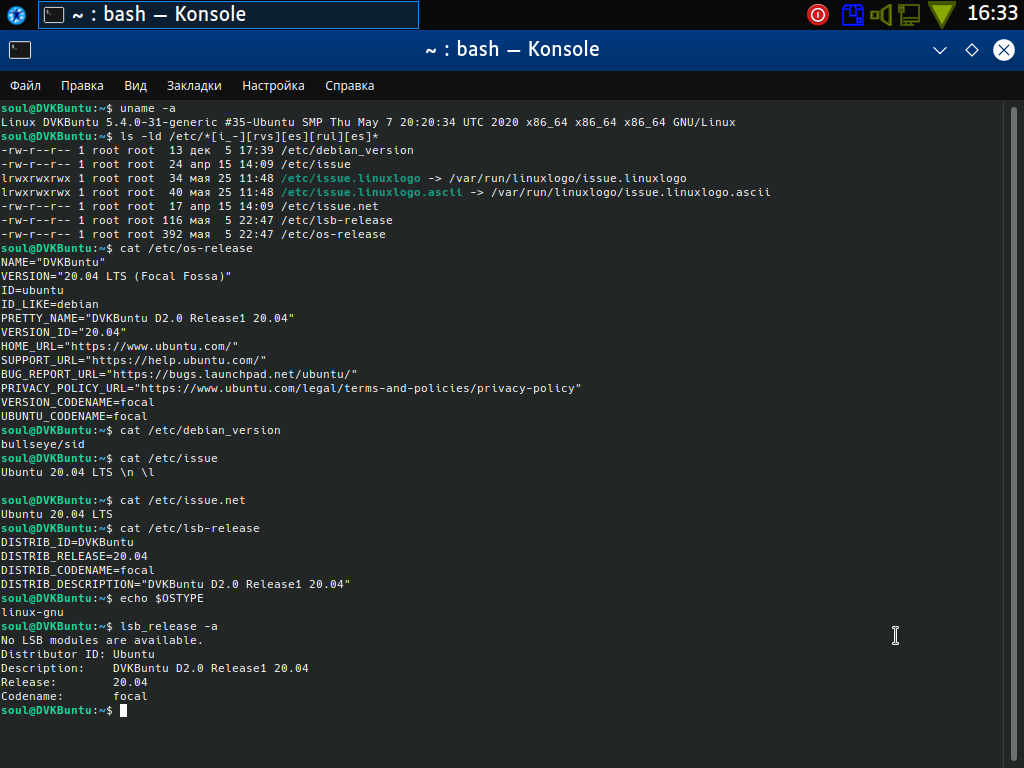 ~ : bash — Konsole
16:33
~ : bash — Konsole
Файл Правка Вид Закладки Настройка Справка
soul@DVKBuntu:~$ uname -a
Linux DVKBuntu 5.4.0-31-generic #35-Ubuntu SMP Thu May 7 20:20:34 UTC 2020 x86_64 x86_64 x86_64 GNU/Linux
soul@DVKBuntu:~$ ls -ld /etc/*[i_-][rvs][es][rul][es]*
-rw-r--r-- 1 root root  13 дек  5 17:39 /etc/debian_version
-rw-r--r-- 1 root root  24 апр 15 14:09 /etc/issue
lrwxrwxrwx 1 root root  34 мая 25 11:48 /etc/issue.linuxlogo -> /var/run/linuxlogo/issue.linuxlogo
lrwxrwxrwx 1 root root  40 мая 25 11:48 /etc/issue.linuxlogo.ascii -> /var/run/linuxlogo/issue.linuxlogo.ascii
-rw-r--r-- 1 root root  17 апр 15 14:09 /etc/issue.net
-rw-r--r-- 1 root root 116 мая  5 22:47 /etc/lsb-release
-rw-r--r-- 1 root root 392 мая  5 22:47 /etc/os-release
soul@DVKBuntu:~$ cat /etc/os-release
NAME="DVKBuntu"
VERSION="20.04 LTS (Focal Fossa)"
ID=ubuntu
ID_LIKE=debian
PRETTY_NAME="DVKBuntu D2.0 Release1 20.04"
VERSION_ID="20.04"
HOME_URL="https://www.ubuntu.com/"
SUPPORT_URL="https://help.ubuntu.com/"
BUG_REPORT_URL="https://bugs.launchpad.net/ubuntu/"
PRIVACY_POLICY_URL="https://www.ubuntu.com/legal/terms-and-policies/privacy-policy"
VERSION_CODENAME=focal
UBUNTU_CODENAME=focal
soul@DVKBuntu:~$ cat /etc/debian_version
bullseye/sid
soul@DVKBuntu:~$ cat /etc/issue
Ubuntu 20.04 LTS \n \l
soul@DVKBuntu:~$ cat /etc/issue.net
Ubuntu 20.04 LTS
soul@DVKBuntu:~$ cat /etc/lsb-release
DISTRIB_ID=DVKBuntu
DISTRIB_RELEASE=20.04
DISTRIB_CODENAME=focal
DISTRIB_DESCRIPTION="DVKBuntu D2.0 Release1 20.04"
soul@DVKBuntu:~$ echo $OSTYPE
linux-gnu
soul@DVKBuntu:~$ lsb_release -a
No LSB modules are available.
Distributor ID: Ubuntu
Description:    DVKBuntu D2.0 Release1 20.04
Release:        20.04
Codename:       focal
soul@DVKBuntu:~$